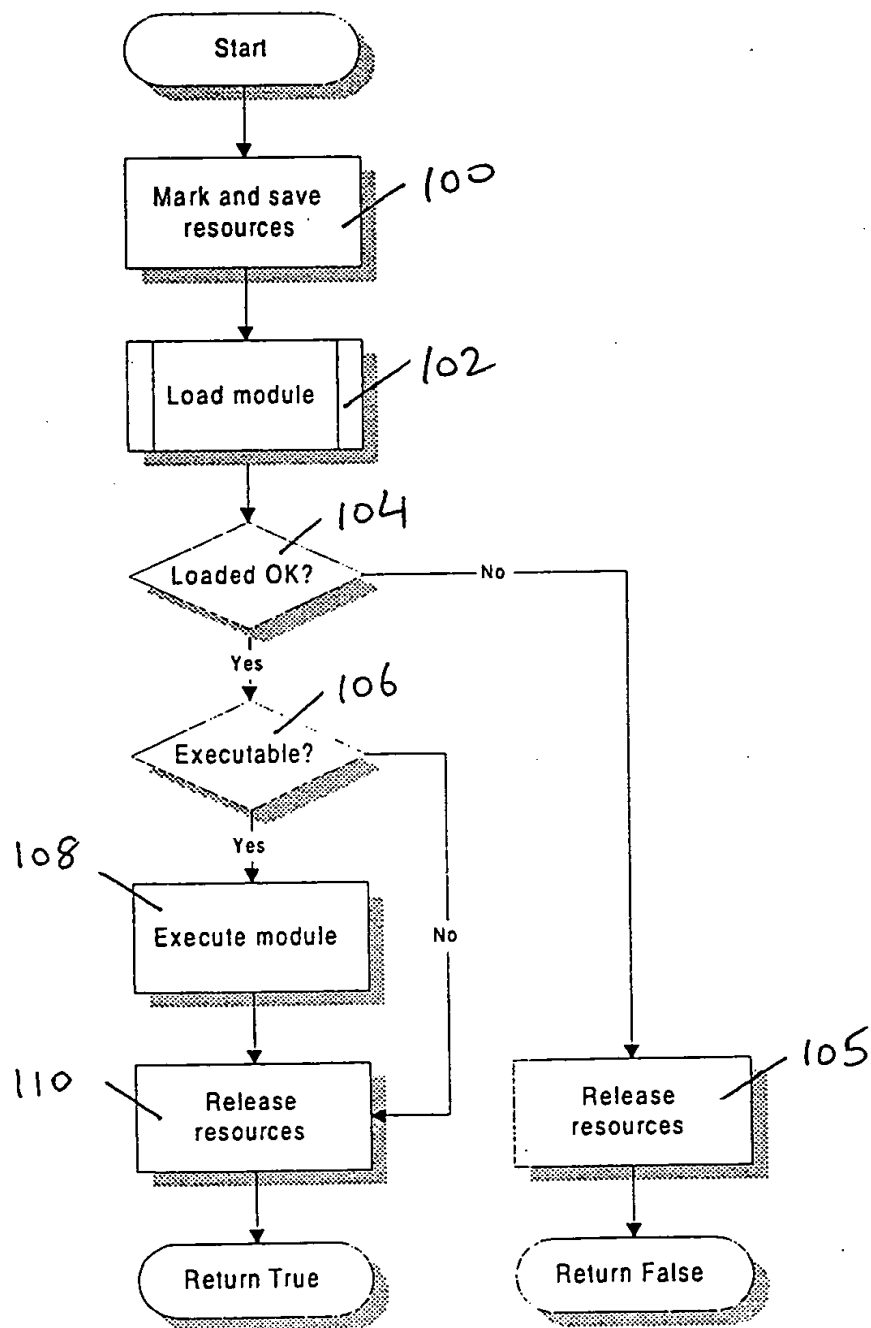 Start
Mark and save
resources
100
Load module
102
104
Loaded OK?
No
Yes
106
Executable?
Yes
108
Execute module
No
110
Release
resources
105
Release
resources
Return True
Return False